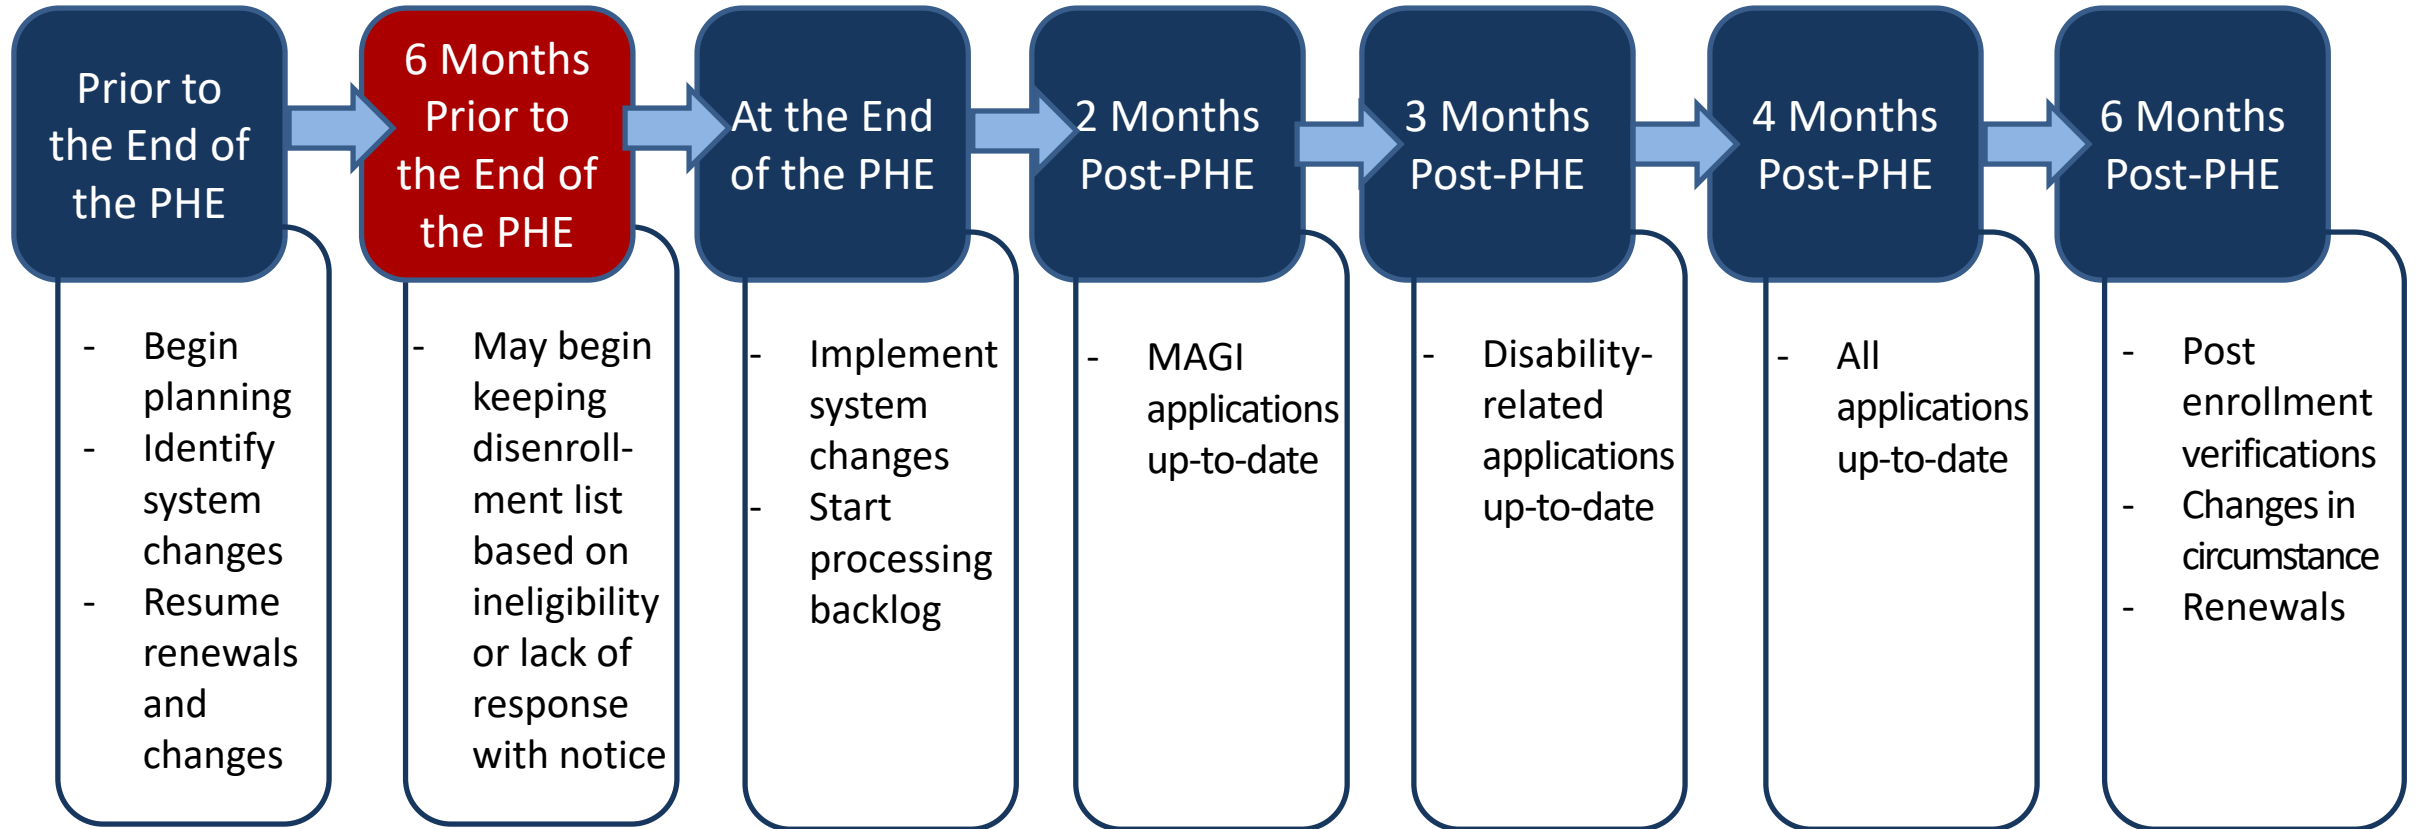 Prior to
the End of
the PHE
- Begin
planning
- Identify
system
changes
- Resume
renewals
and
changes
6 Months
Prior to
the End of
the PHE
- May begin
keeping
disenroll-
ment list
based on
ineligibility
or lack of
response
with notice
At the End
of the PHE
- Implement
system
changes
- Start
processing
backlog
2 Months
Post-PHE
- MAGI
applications
up-to-date
3 Months
Post-PHE
- Disability-
related
applications
up-to-date
4 Months
Post-PHE
- All
applications
up-to-date
6 Months
Post-PHE
- Post
enrollment
verifications
- Changes in
circumstance
- Renewals